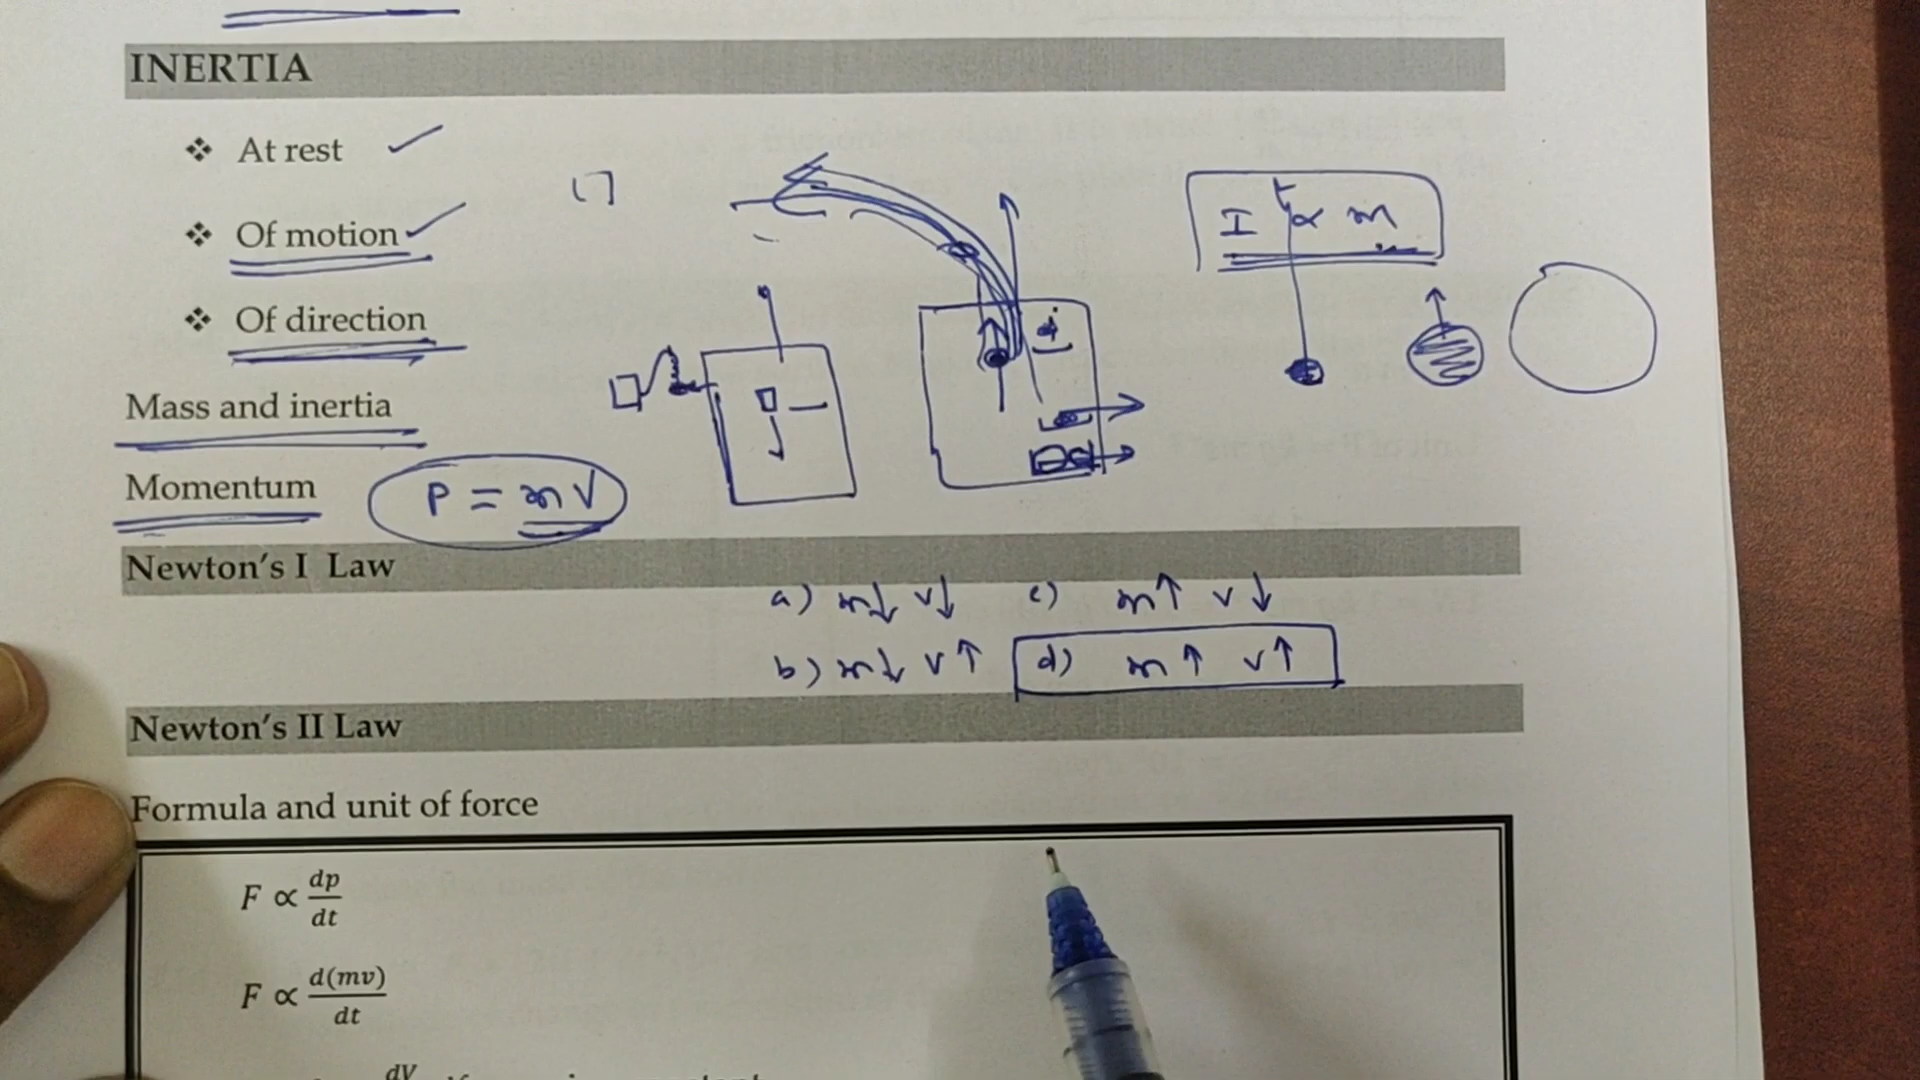 INERTIA
❖ At rest
❖ Of motion
I ∝ m
❖ Of direction
Mass and inertia
Momentum P = mv
Newton's I Law
a) m↓ v↓ c) m↑ v↓
b) m↓ v↑ d) m↑ v↑
Newton's II Law
Formula and unit of force
F ∝ dp/dt
F ∝ d(mv)/dt
dV